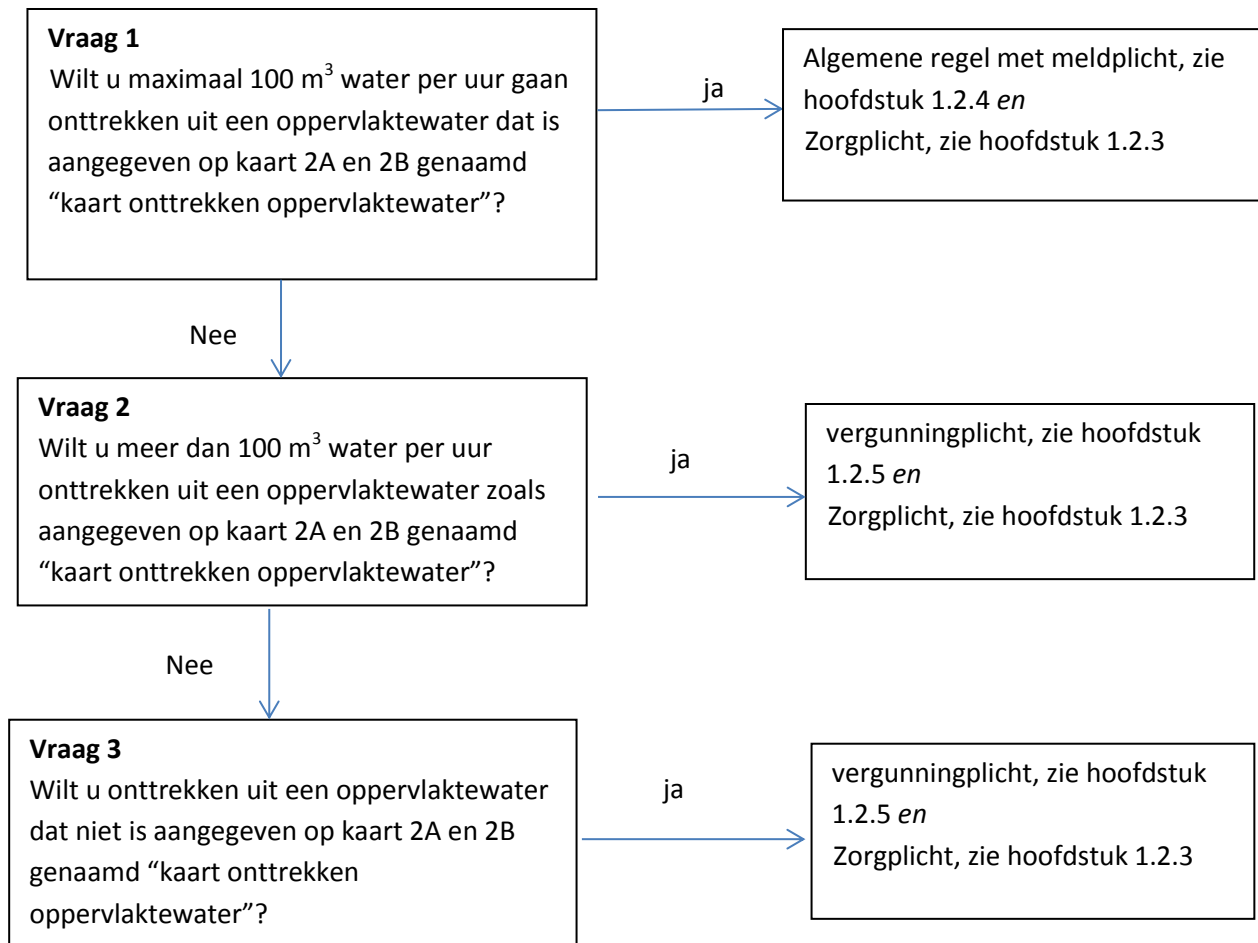 Vraag 1
Wilt u maximaal 100 m³ water per uur gaan
onttrekken uit een oppervlaktewater dat is
aangegeven op kaart 2A en 2B genaamd
“kaart onttrekken oppervlaktewater”?
ja
Algemene regel met meldplicht, zie
hoofdstuk 1.2.4 en
Zorgplicht, zie hoofdstuk 1.2.3
Nee
Vraag 2
Wilt u meer dan 100 m³ water per uur
onttrekken uit een oppervlaktewater zoals
aangegeven op kaart 2A en 2B genaamd
“kaart onttrekken oppervlaktewater”?
ja
vergunningplicht, zie hoofdstuk
1.2.5 en
Zorgplicht, zie hoofdstuk 1.2.3
Nee
Vraag 3
Wilt u onttrekken uit een oppervlaktewater
dat niet is aangegeven op kaart 2A en 2B
genaamd “kaart onttrekken
oppervlaktewater”?
ja
vergunningplicht, zie hoofdstuk
1.2.5 en
Zorgplicht, zie hoofdstuk 1.2.3